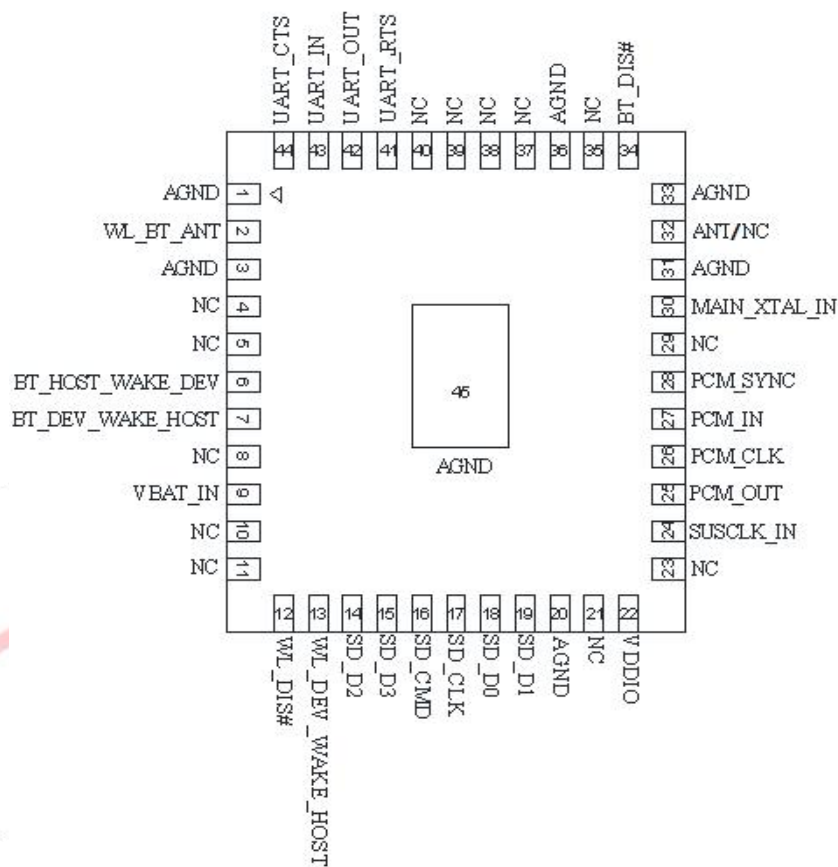 UART_CTS
UART_IN
UART_OUT
UART_RTS
NC
NC
NC
NC
AGND
NC
BT_DIS#
44
43
42
41
40
39
38
37
36
35
34
AGND 1
WL_BT_ANT 2
AGND 3
NC 4
NC 5
BT_HOST_WAKE_DEV 6
BT_DEV_WAKE_HOST 7
NC 8
VBAT_IN 9
NC 10
NC 11
45
AGND
33 AGND
32 ANT/NC
31 AGND
30 MAIN_XTAL_IN
29 NC
28 PCM_SYNC
27 PCM_IN
26 PCM_CLK
25 PCM_OUT
24 SUSCLK_IN
23 NC
12
13
14
15
16
17
18
19
20
21
22
WL_DIS#
WL_DEV_WAKE_HOST
SD_D2
SD_D3
SD_CMD
SD_CLK
SD_D0
SD_D1
AGND
NC
VDDIO